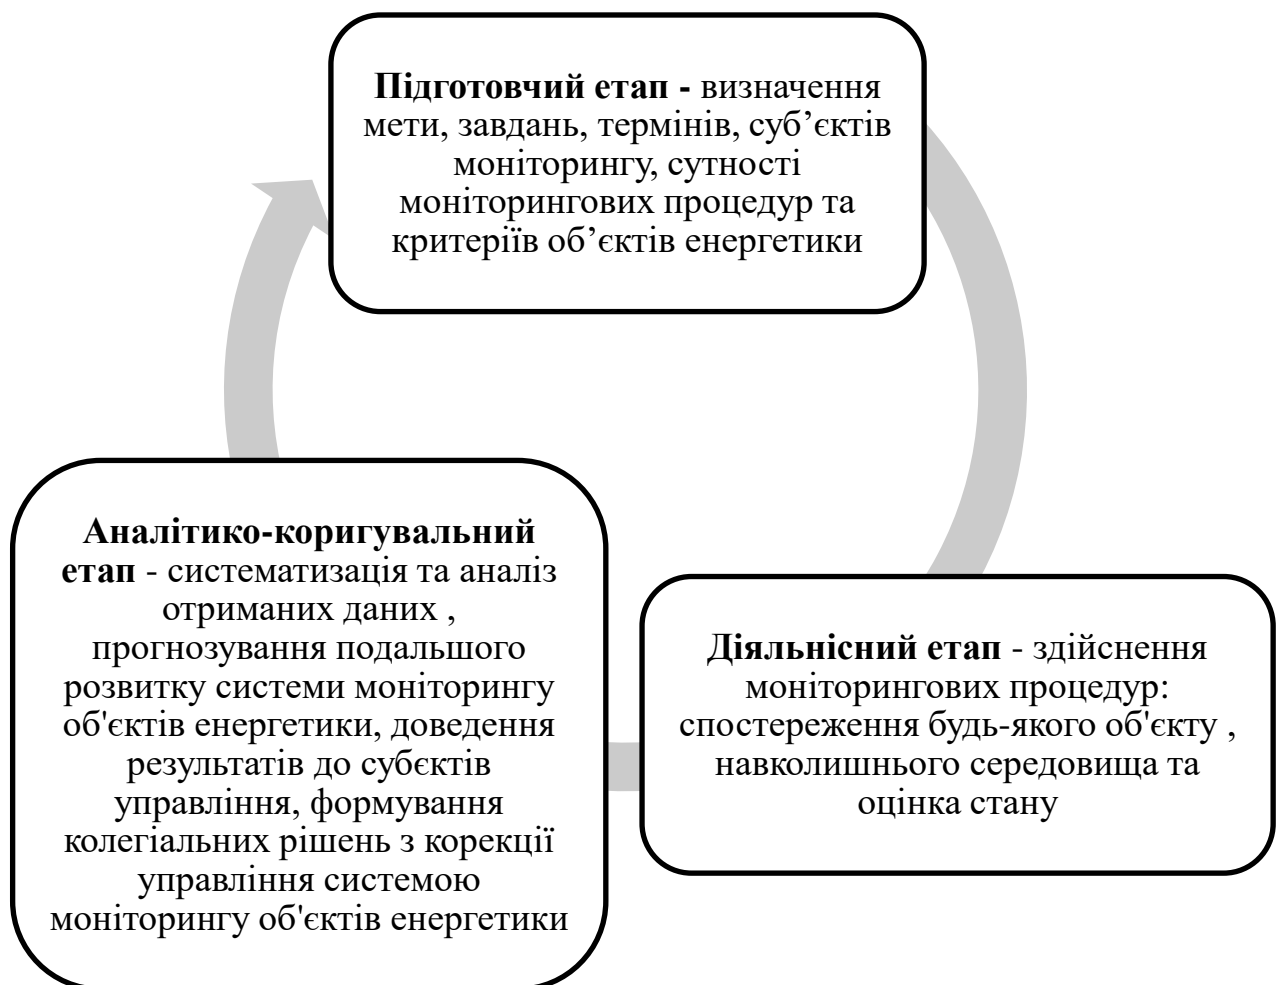 Підготовчий етап - визначення
мети, завдань, термінів, суб’єктів
моніторингу, сутності
моніторингових процедур та
критеріїв об’єктів енергетики
Діяльнісний етап - здійснення
моніторингових процедур:
спостереження будь-якого об'єкту ,
навколишнього середовища та
оцінка стану
Аналітико-коригувальний
етап - систематизація та аналіз
отриманих даних ,
прогнозування подальшого
розвитку системи моніторингу
об'єктів енергетики, доведення
результатів до субєктів
управління, формування
колегіальних рішень з корекції
управління системою
моніторингу об'єктів енергетики